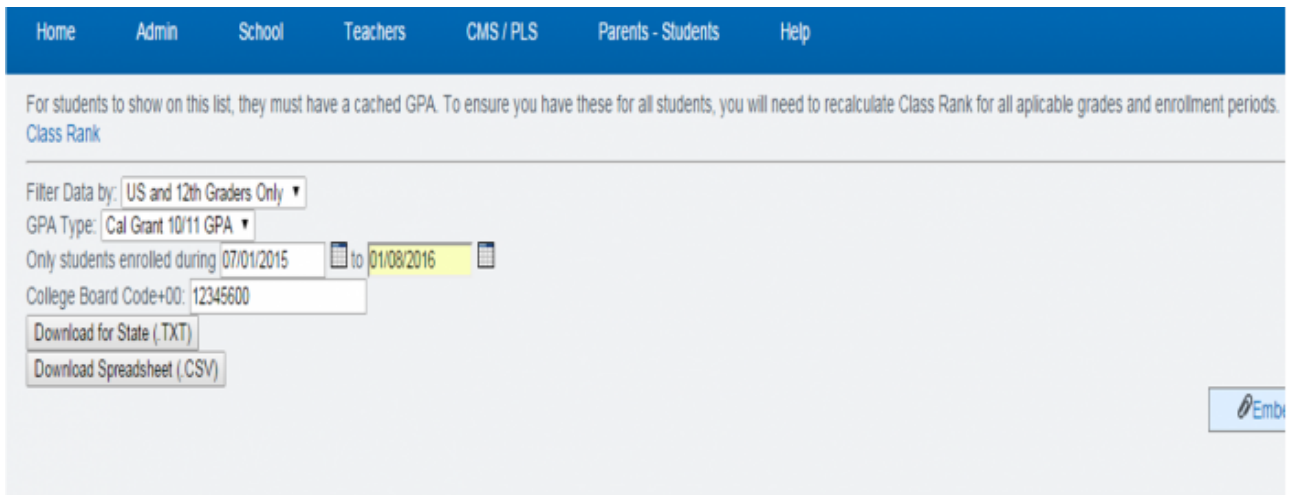 Home Admin School Teachers CMS / PLS Parents - Students Help
For students to show on this list, they must have a cached GPA. To ensure you have these for all students, you will need to recalculate Class Rank for all aplicable grades and enrollment periods.
Class Rank
Filter Data by: US and 12th Graders Only
GPA Type: Cal Grant 10/11 GPA
Only students enrolled during 07/01/2015 to 01/08/2016
College Board Code+00: 12345600
Download for State (.TXT)
Download Spreadsheet (.CSV)